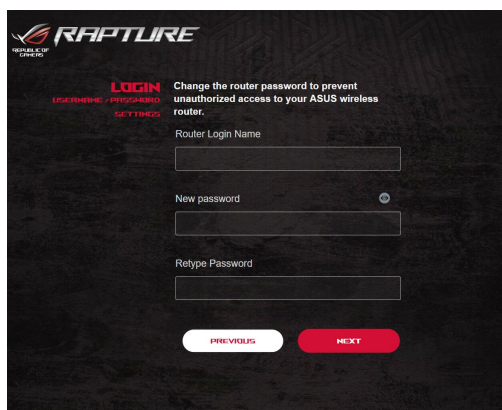 RAPTURE
REPUBLIC OF
GAMERS
LOGIN
USERNAME / PASSWORD
SETTINGS
Change the router password to prevent
unauthorized access to your ASUS wireless
router.
Router Login Name
New password
Retype Password
PREVIOUS
NEXT